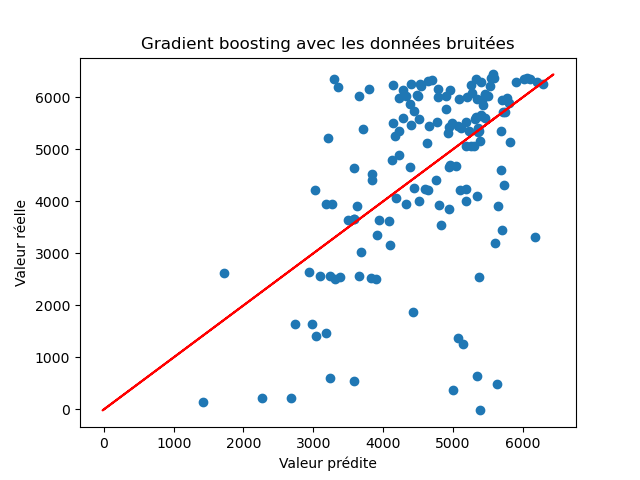 Gradient boosting avec les données bruitées
Valeur réelle
6000
5000
4000
3000
2000
1000
0
0 1000 2000 3000 4000 5000 6000
Valeur prédite